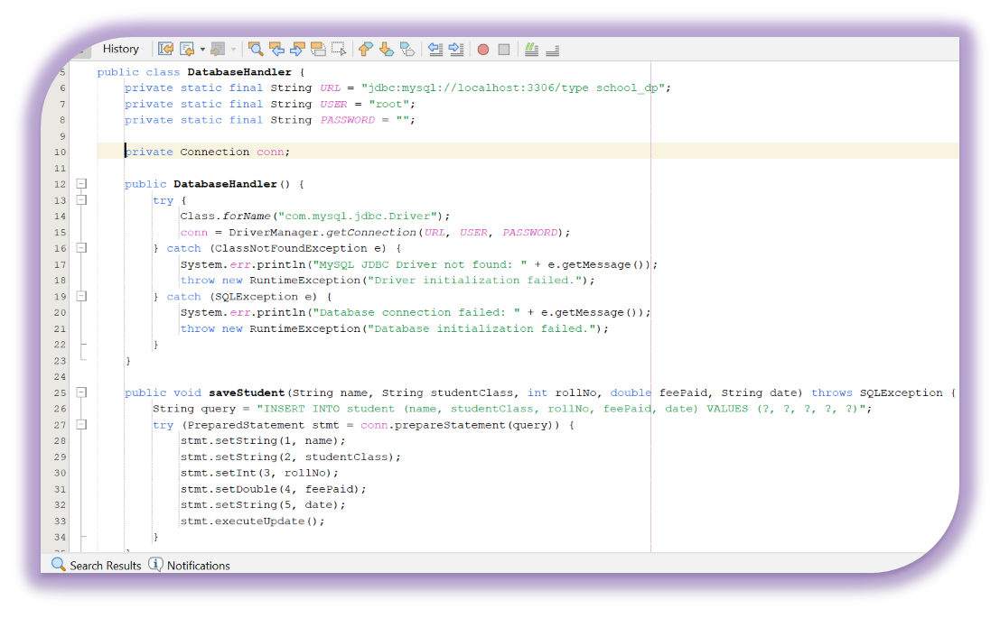 History
5 public class DatabaseHandler {
6 private static final String URL = "jdbc:mysql://localhost:3306/type school_dp";
7 private static final String USER = "root";
8 private static final String PASSWORD = "";
9
10 private Connection conn;
11
12 public DatabaseHandler() {
13 try {
14 Class.forName("com.mysql.jdbc.Driver");
15 conn = DriverManager.getConnection(URL, USER, PASSWORD);
16 } catch (ClassNotFoundException e) {
17 System.err.println("MySQL JDBC Driver not found: " + e.getMessage());
18 throw new RuntimeException("Driver initialization failed.");
19 } catch (SQLException e) {
20 System.err.println("Database connection failed: " + e.getMessage());
21 throw new RuntimeException("Database initialization failed.");
22 }
23 }
24
25 public void saveStudent(String name, String studentClass, int rollNo, double feePaid, String date) throws SQLException {
26 String query = "INSERT INTO student (name, studentClass, rollNo, feePaid, date) VALUES (?, ?, ?, ?, ?)";
27 try (PreparedStatement stmt = conn.prepareStatement(query)) {
28 stmt.setString(1, name);
29 stmt.setString(2, studentClass);
30 stmt.setInt(3, rollNo);
31 stmt.setDouble(4, feePaid);
32 stmt.setString(5, date);
33 stmt.executeUpdate();
34 }
Search Results Notifications